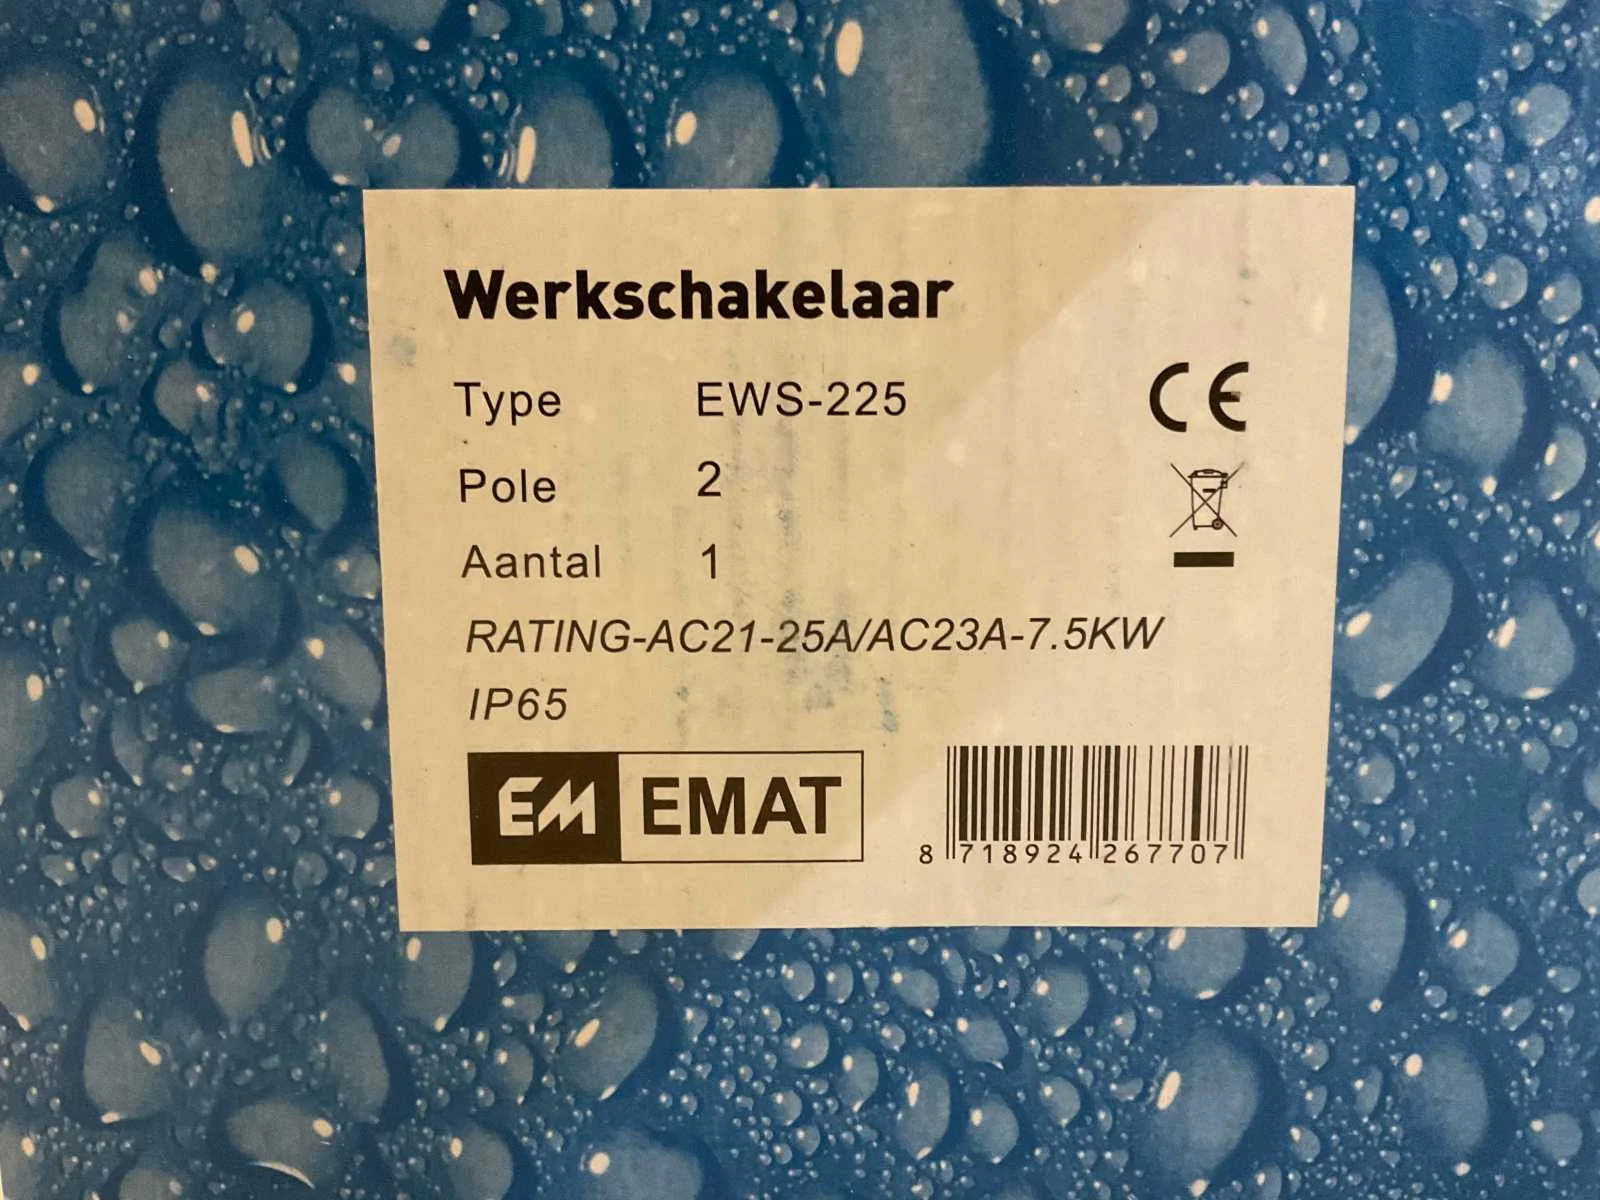 Werkschakelaar
Type EWS-225
Pole 2
Aantal 1
RATING-AC21-25A/AC23A-7.5KW
IP65
CE
EM EMAT
8 718924 267707